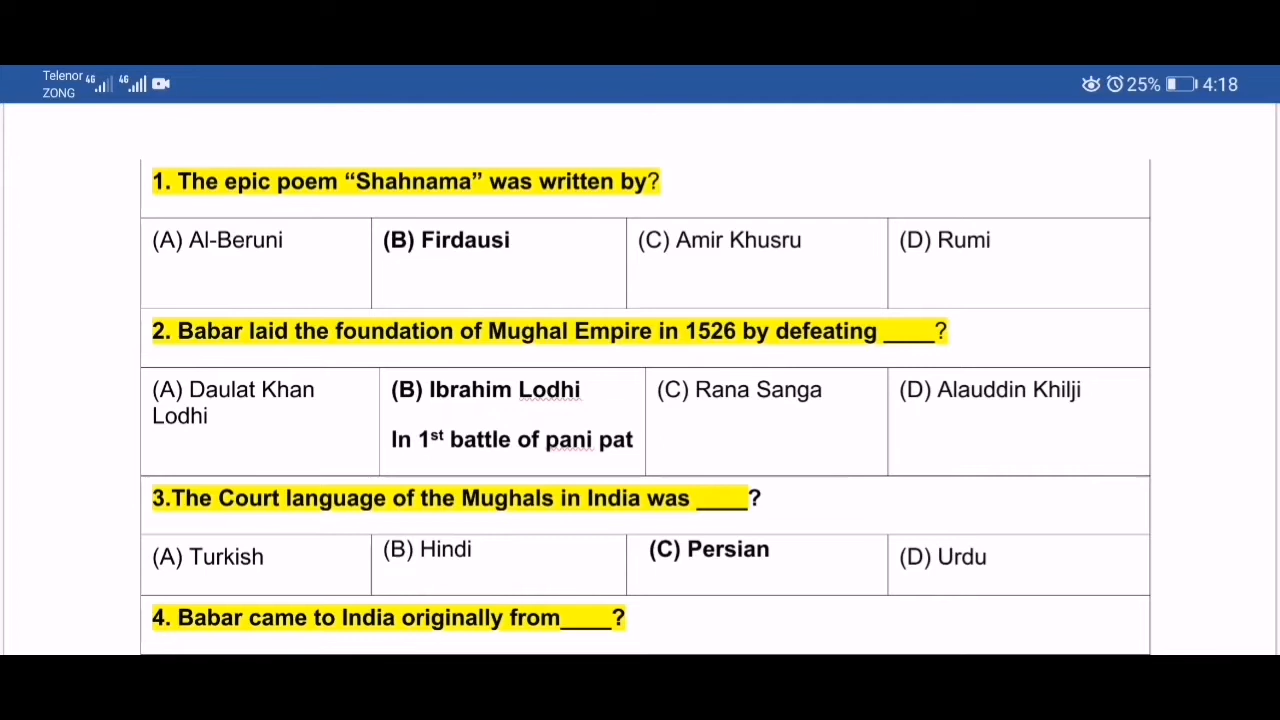 Telenor 4G 4G
ZONG
25% 4:18
1. The epic poem “Shahnama” was written by?
(A) Al-Beruni (B) Firdausi (C) Amir Khusru (D) Rumi
2. Babar laid the foundation of Mughal Empire in 1526 by defeating ____?
(A) Daulat Khan Lodhi
(B) Ibrahim Lodhi
In 1st battle of pani pat
(C) Rana Sanga
(D) Alauddin Khilji
3.The Court language of the Mughals in India was ____?
(A) Turkish (B) Hindi (C) Persian (D) Urdu
4. Babar came to India originally from____?